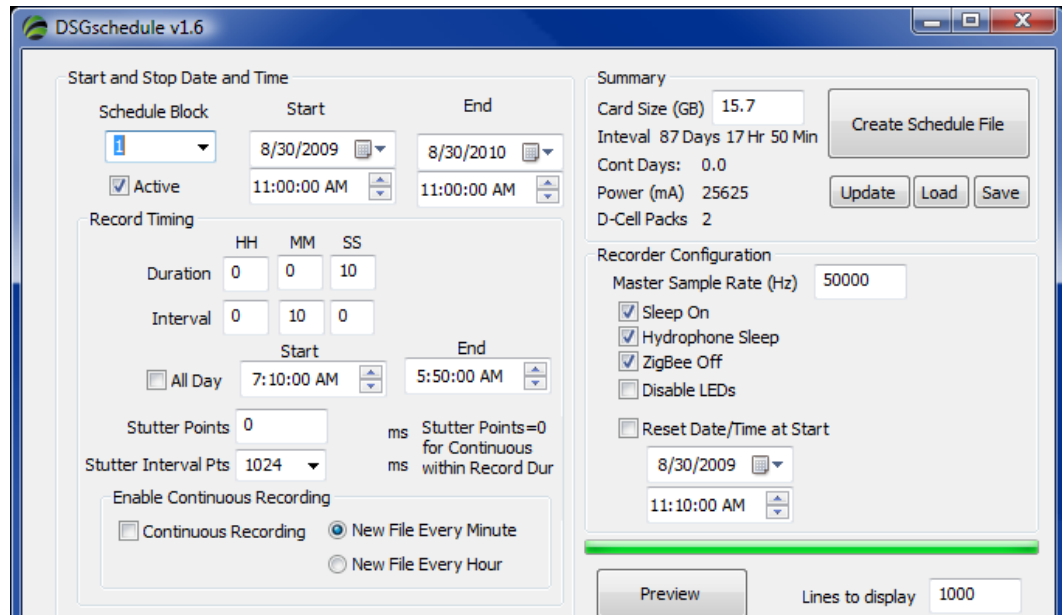 DSGschedule v1.6
Start and Stop Date and Time
Schedule Block
Start
End
1
8/30/2009
8/30/2010
Active
11:00:00 AM
11:00:00 AM
Record Timing
HH MM SS
Duration 0 0 10
Interval 0 10 0
Start
End
All Day
7:10:00 AM
5:50:00 AM
Stutter Points 0 ms
Stutter Interval Pts 1024 ms
Stutter Points=0
for Continuous
within Record Dur
Enable Continuous Recording
Continuous Recording
New File Every Minute
New File Every Hour
Summary
Card Size (GB) 15.7
Inteval 87 Days 17 Hr 50 Min
Cont Days: 0.0
Power (mA) 25625
D-Cell Packs 2
Create Schedule File
Update
Load
Save
Recorder Configuration
Master Sample Rate (Hz) 50000
Sleep On
Hydrophone Sleep
ZigBee Off
Disable LEDs
Reset Date/Time at Start
8/30/2009
11:10:00 AM
Preview
Lines to display 1000